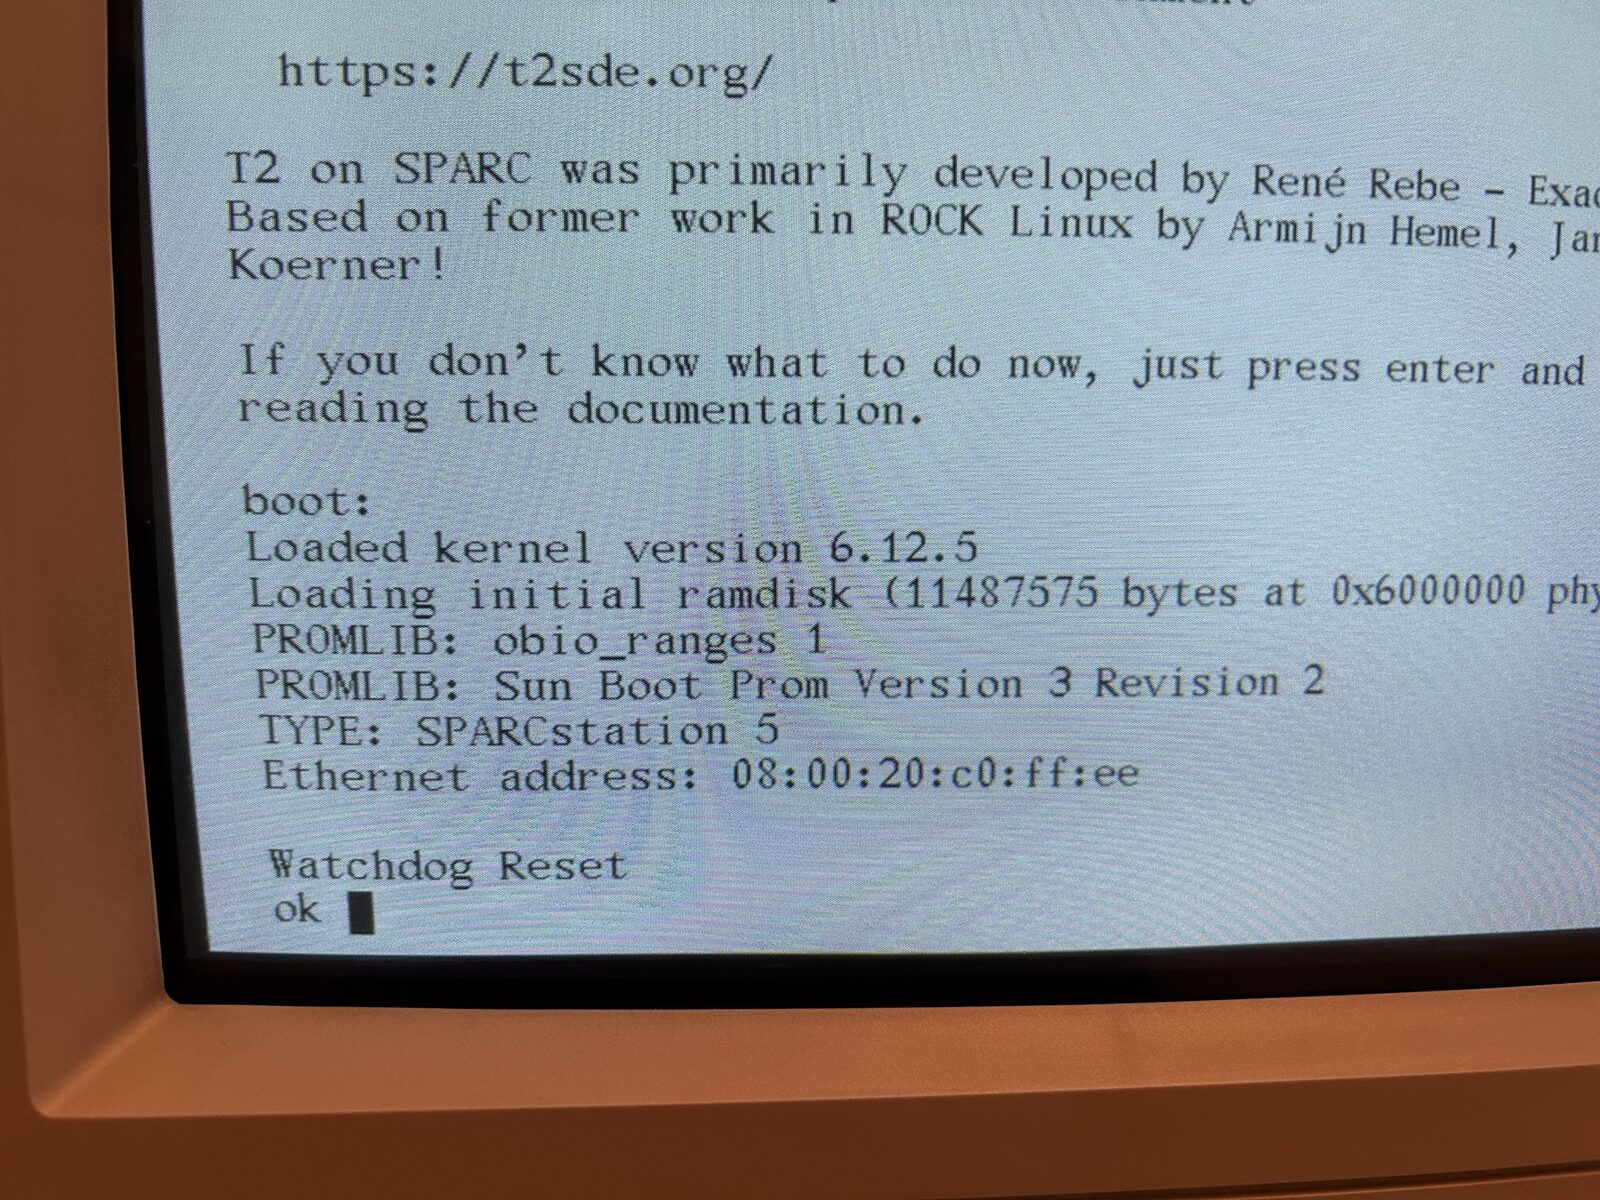 https://t2sde.org/
T2 on SPARC was primarily developed by René Rebe – Exac
Based on former work in ROCK Linux by Armijn Hemel, Jan
Koerner!
If you don’t know what to do now, just press enter and
reading the documentation.
boot:
Loaded kernel version 6.12.5
Loading initial ramdisk (11487575 bytes at 0x6000000 phy
PROMLIB: obio_ranges 1
PROMLIB: Sun Boot Prom Version 3 Revision 2
TYPE: SPARCstation 5
Ethernet address: 08:00:20:c0:ff:ee
Watchdog Reset
ok